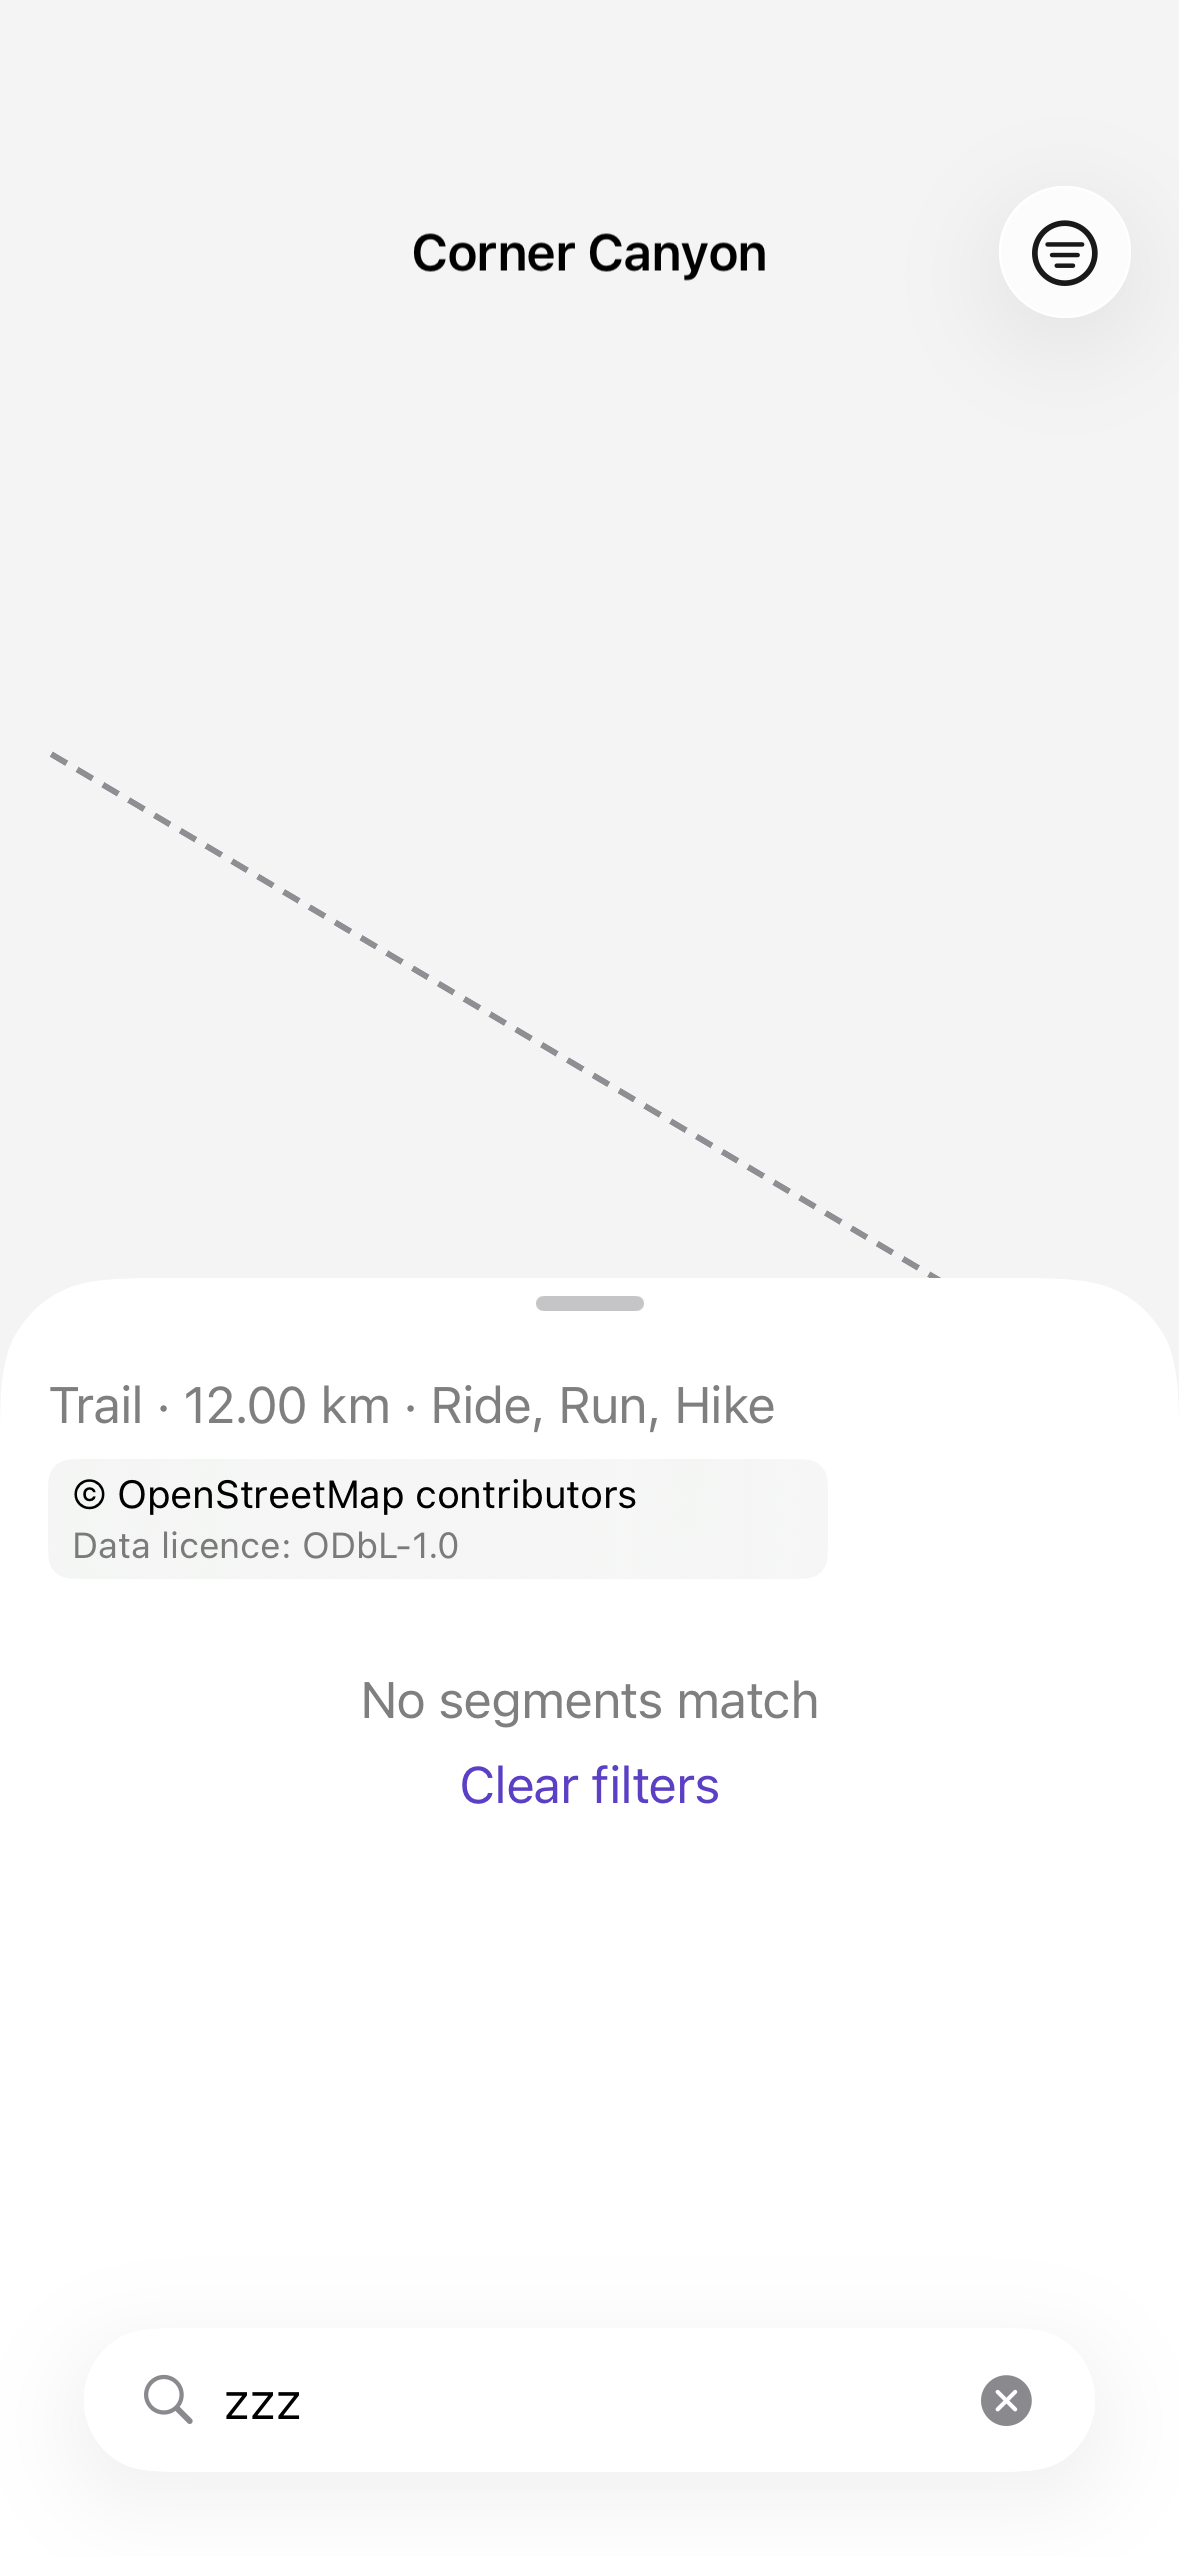 Corner Canyon
Trail · 12.00 km · Ride, Run, Hike
© OpenStreetMap contributors
Data licence: ODbL-1.0
No segments match
Clear filters
zzz